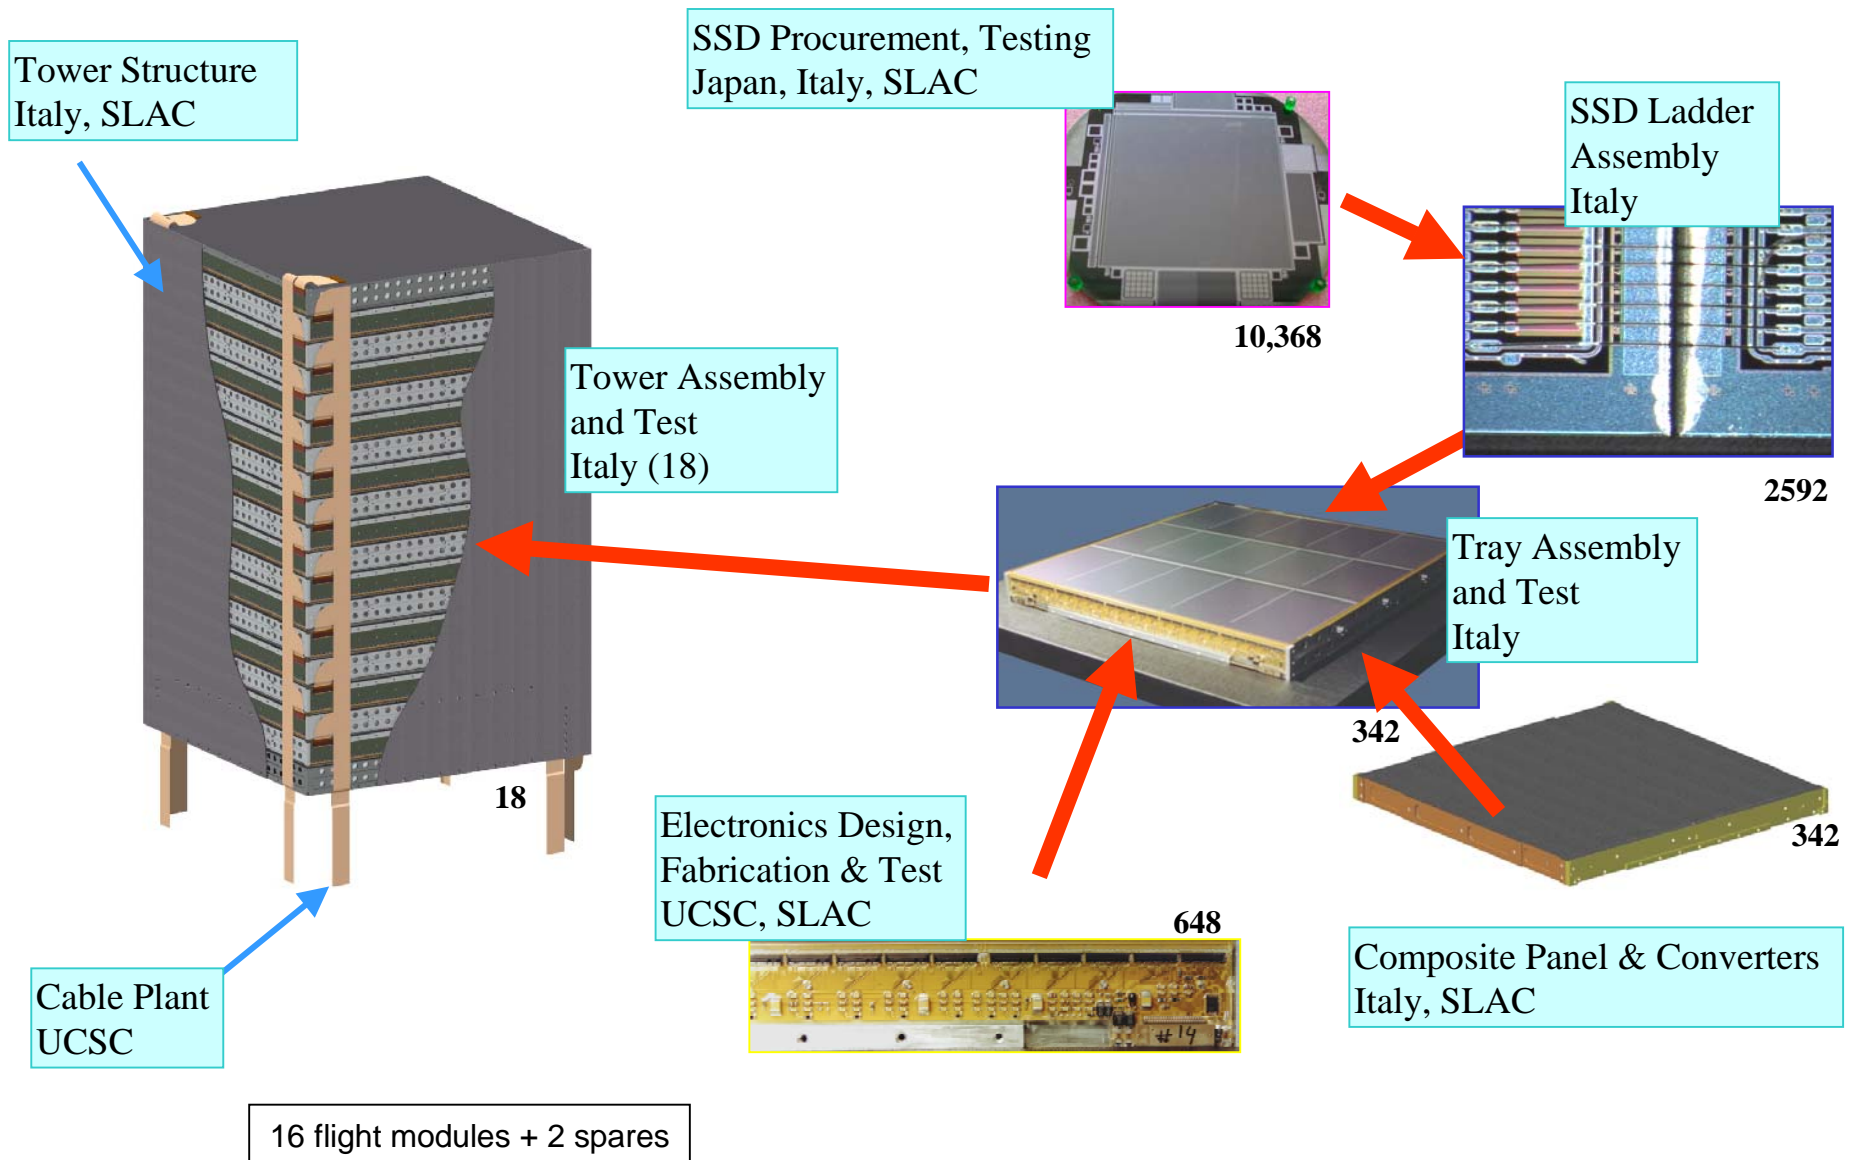 SSD Procurement, Testing
Japan, Italy, SLAC
Tower Structure
Italy, SLAC
SSD Ladder
Assembly
Italy
10,368
Tower Assembly
and Test
Italy (18)
2592
Tray Assembly
and Test
Italy
342
18
Electronics Design,
Fabrication & Test
UCSC, SLAC
342
648
Composite Panel & Converters
Italy, SLAC
Cable Plant
UCSC
#14
16 flight modules + 2 spares